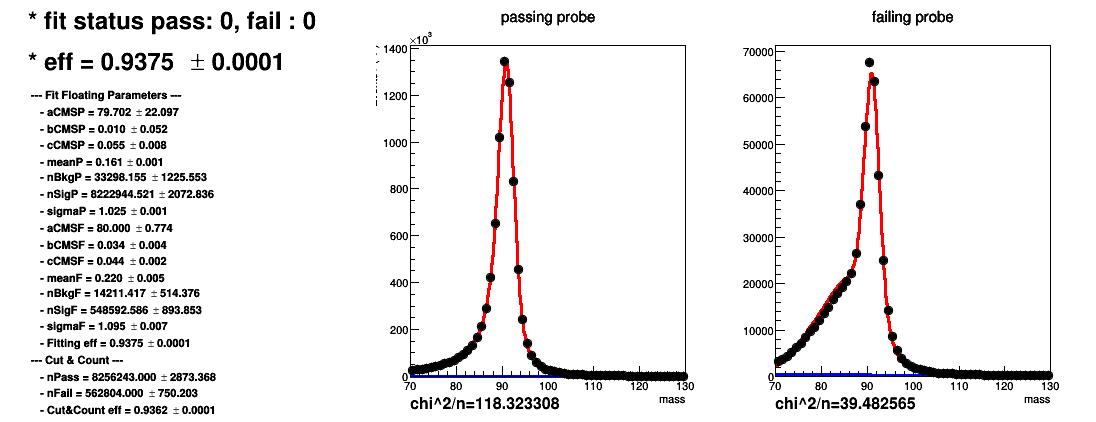 * fit status pass: 0, fail : 0
* eff = 0.9375 ± 0.0001
--- Fit Floating Parameters ---
- aCMSP = 79.702 ± 22.097
- bCMSP = 0.010 ± 0.052
- cCMSP = 0.055 ± 0.008
- meanP = 0.161 ± 0.001
- nBkgP = 33298.155 ± 1225.553
- nSigP = 8222944.521 ± 2072.836
- sigmaP = 1.025 ± 0.001
- aCMSF = 80.000 ± 0.774
- bCMSF = 0.034 ± 0.004
- cCMSF = 0.044 ± 0.002
- meanF = 0.220 ± 0.005
- nBkgF = 14211.417 ± 514.376
- nSigF = 548592.586 ± 893.853
- sigmaF = 1.095 ± 0.007
- Fitting eff = 0.9375 ± 0.0001
--- Cut & Count ---
- nPass = 8256243.000 ± 2873.368
- nFail = 562804.000 ± 750.203
- Cut&Count eff = 0.9362 ± 0.0001
passing probe
×10³
1400
1200
1000
800
600
400
200
0
70 80 90 100 110 120 130
mass
chi^2/n=118.323308
failing probe
70000
60000
50000
40000
30000
20000
10000
0
70 80 90 100 110 120 130
mass
chi^2/n=39.482565